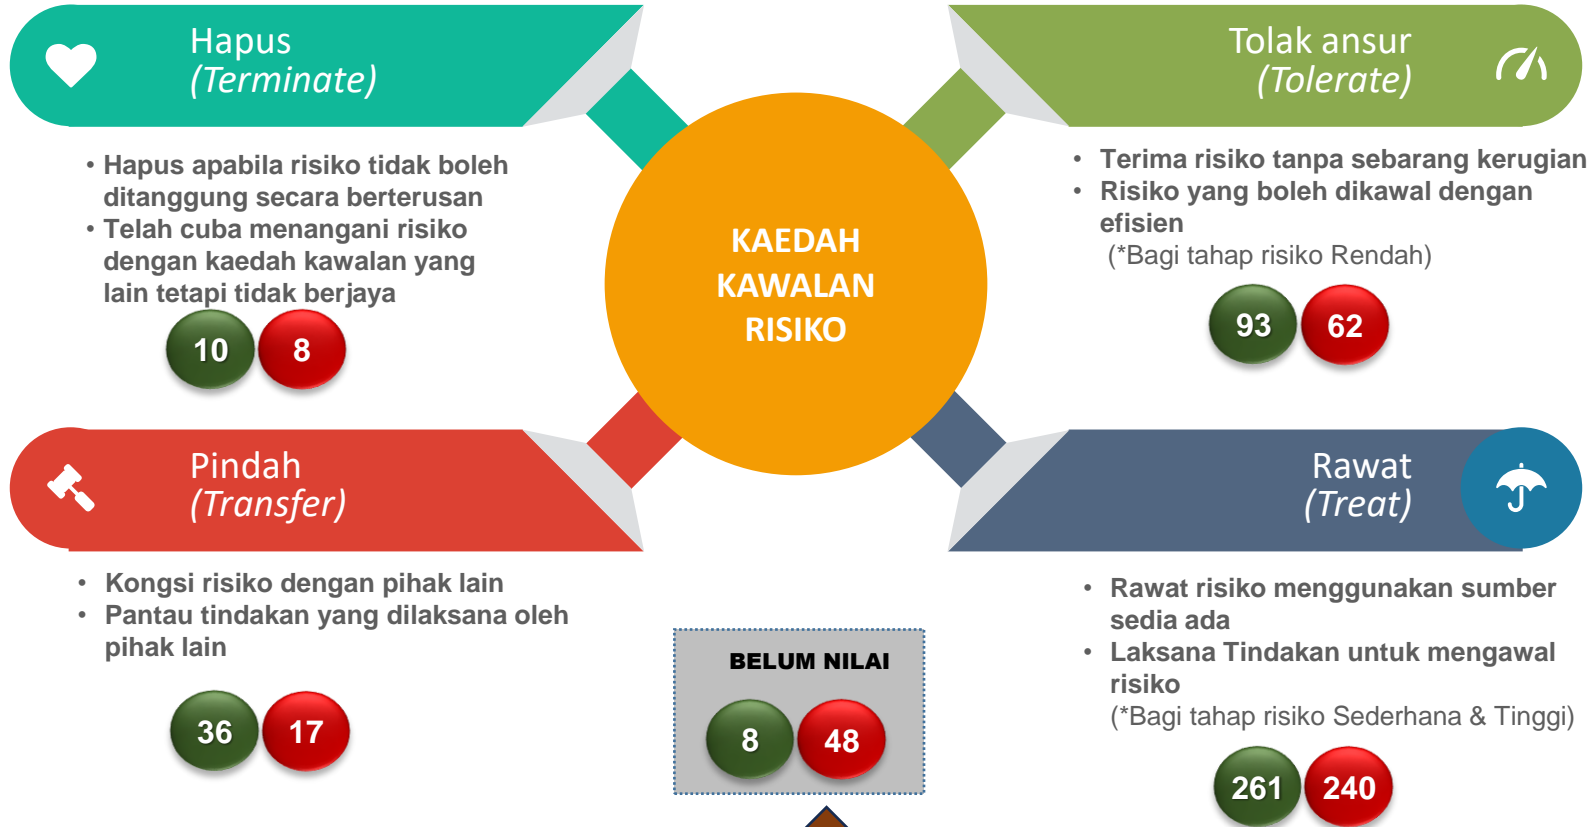 Hapus
(Terminate)
• Hapus apabila risiko tidak boleh
ditanggung secara berterusan
• Telah cuba menangani risiko
dengan kaedah kawalan yang
lain tetapi tidak berjaya
10 8
Tolak ansur
(Tolerate)
• Terima risiko tanpa sebarang kerugian
• Risiko yang boleh dikawal dengan
efisien
(*Bagi tahap risiko Rendah)
93 62
KAEDAH
KAWALAN
RISIKO
Pindah
(Transfer)
• Kongsi risiko dengan pihak lain
• Pantau tindakan yang dilaksana oleh
pihak lain
36 17
BELUM NILAI
8 48
Rawat
(Treat)
• Rawat risiko menggunakan sumber
sedia ada
• Laksana Tindakan untuk mengawal
risiko
(*Bagi tahap risiko Sederhana & Tinggi)
261 240